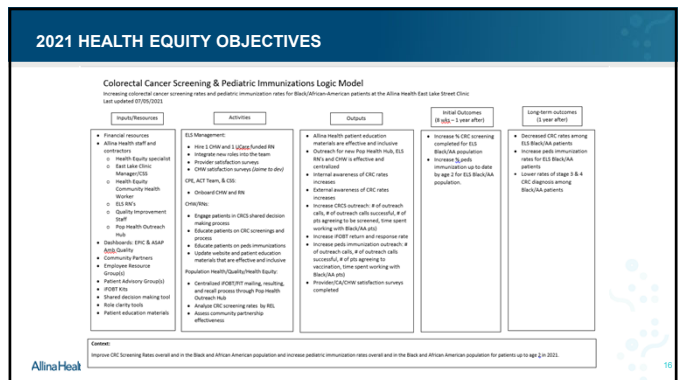 2021 HEALTH EQUITY OBJECTIVES
Colorectal Cancer Screening & Pediatric Immunizations Logic Model
Increasing colorectal cancer screening rates and pediatric immunization rates for Black/African-American patients at the Allina Health East Lake Street Clinic
Last updated 07/05/2021
Inputs/Resources
• Financial resources
• Allina Health staff and
contractors
o Health Equity specialist
o East Lake Clinic
Manager/CSS
o Health Equity
Community Health
Worker
o ELS RN's
o Quality Improvement
Staff
o Pop Health Outreach
Hub
• Dashboards: EPIC & ASAP
Amb Quality
• Community Partners
• Employee Resource
Group(s)
• Patient Advisory Group(s)
• iFOBT Kits
• Shared decision making tool
• Role clarity tools
• Patient education materials
Activities
ELS Management:
• Hire 1 CHW and 1 UCare funded RN
• Integrate new roles into the team
• Provider satisfaction surveys
• CHW satisfaction surveys (Jaime to dev)
CPE, ACT Team, & CSS:
• Onboard CHW and RN
CHW/RNs:
• Engage patients in CRCS shared decision
making process
• Educate patients on CRC screenings and
process
• Educate patients on peds immunizations
• Update website and patient education
materials that are effective and inclusive
Population Health/Quality/Health Equity:
• Centralized iFOBT/FIT mailing, resulting,
and recall process through Pop Health
Outreach Hub
• Analyze CRC screening rates by REL
• Assess community partnership
effectiveness
Outputs
• Allina Health patient education
materials are effective and inclusive
• Outreach for new Pop Health Hub, ELS
RN's and CHW is effective and
centralized
• Internal awareness of CRC rates
increases
• External awareness of CRC rates
increases
• Increase CRCS outreach: # of outreach
calls, # of outreach calls successful, # of
pts agreeing to be screened, time spent
working with Black/AA pts)
• Increase iFOBT return and response rate
• Increase peds immunization outreach: #
of outreach calls, # of outreach calls
successful, # of pts agreeing to
vaccination, time spent working with
Black/AA pts)
• Provider/CA/CHW satisfaction surveys
completed
Initial Outcomes
(8 wks – 1 year after)
• Increase % CRC screening
completed for ELS
Black/AA population
• Increase % peds
immunization up to date
by age 2 for ELS Black/AA
population.
Long-term outcomes
(1 year after)
• Decreased CRC rates among
ELS Black/AA patients
• Increase peds immunization
rates for ELS Black/AA
patients
• Lower rates of stage 3 & 4
CRC diagnosis among
Black/AA patients
Context:
Improve CRC Screening Rates overall and in the Black and African American population and increase pediatric immunization rates overall and in the Black and African American population for patients up to age 2 in 2021.
Allina Healt
16